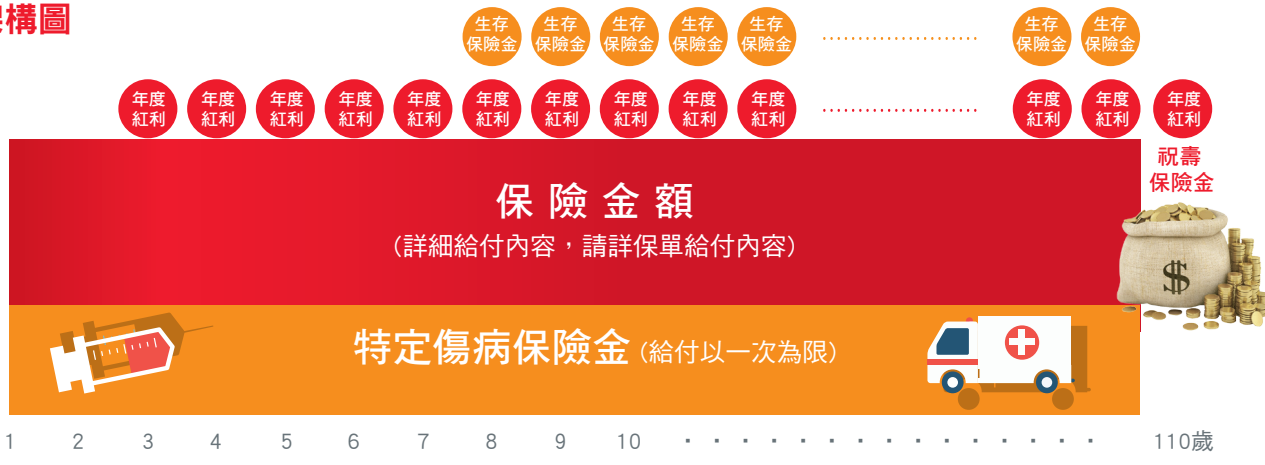 構圖
生存 生存 生存 生存 生存 生存 生存
保險金 保險金 保險金 保險金 保險金 保險金 保險金
年度 年度 年度 年度 年度 年度 年度 年度 年度 年度 年度 年度 年度
紅利 紅利 紅利 紅利 紅利 紅利 紅利 紅利 紅利 紅利 紅利 紅利 紅利
祝壽
保險金
保險金額
(詳細給付內容，請詳保單給付內容)
$
特定傷病保險金(給付以一次為限)
1 2 3 4 5 6 7 8 9 10 110歲